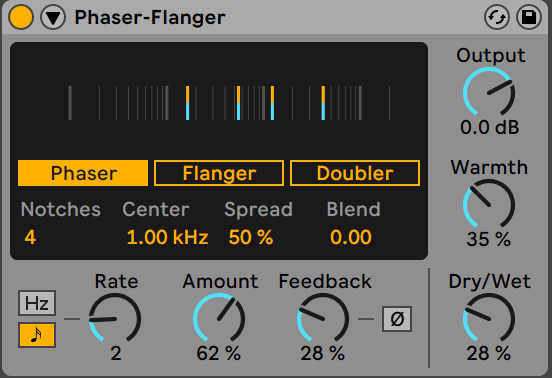 Phaser-Flanger
Output
0.0 dB
Phaser Flanger Doubler
Warmth
Notches Center Spread Blend
4 1.00 kHz 50 % 0.00
35 %
Rate Amount Feedback Dry/Wet
Hz
Ø
2 62 % 28 % 28 %